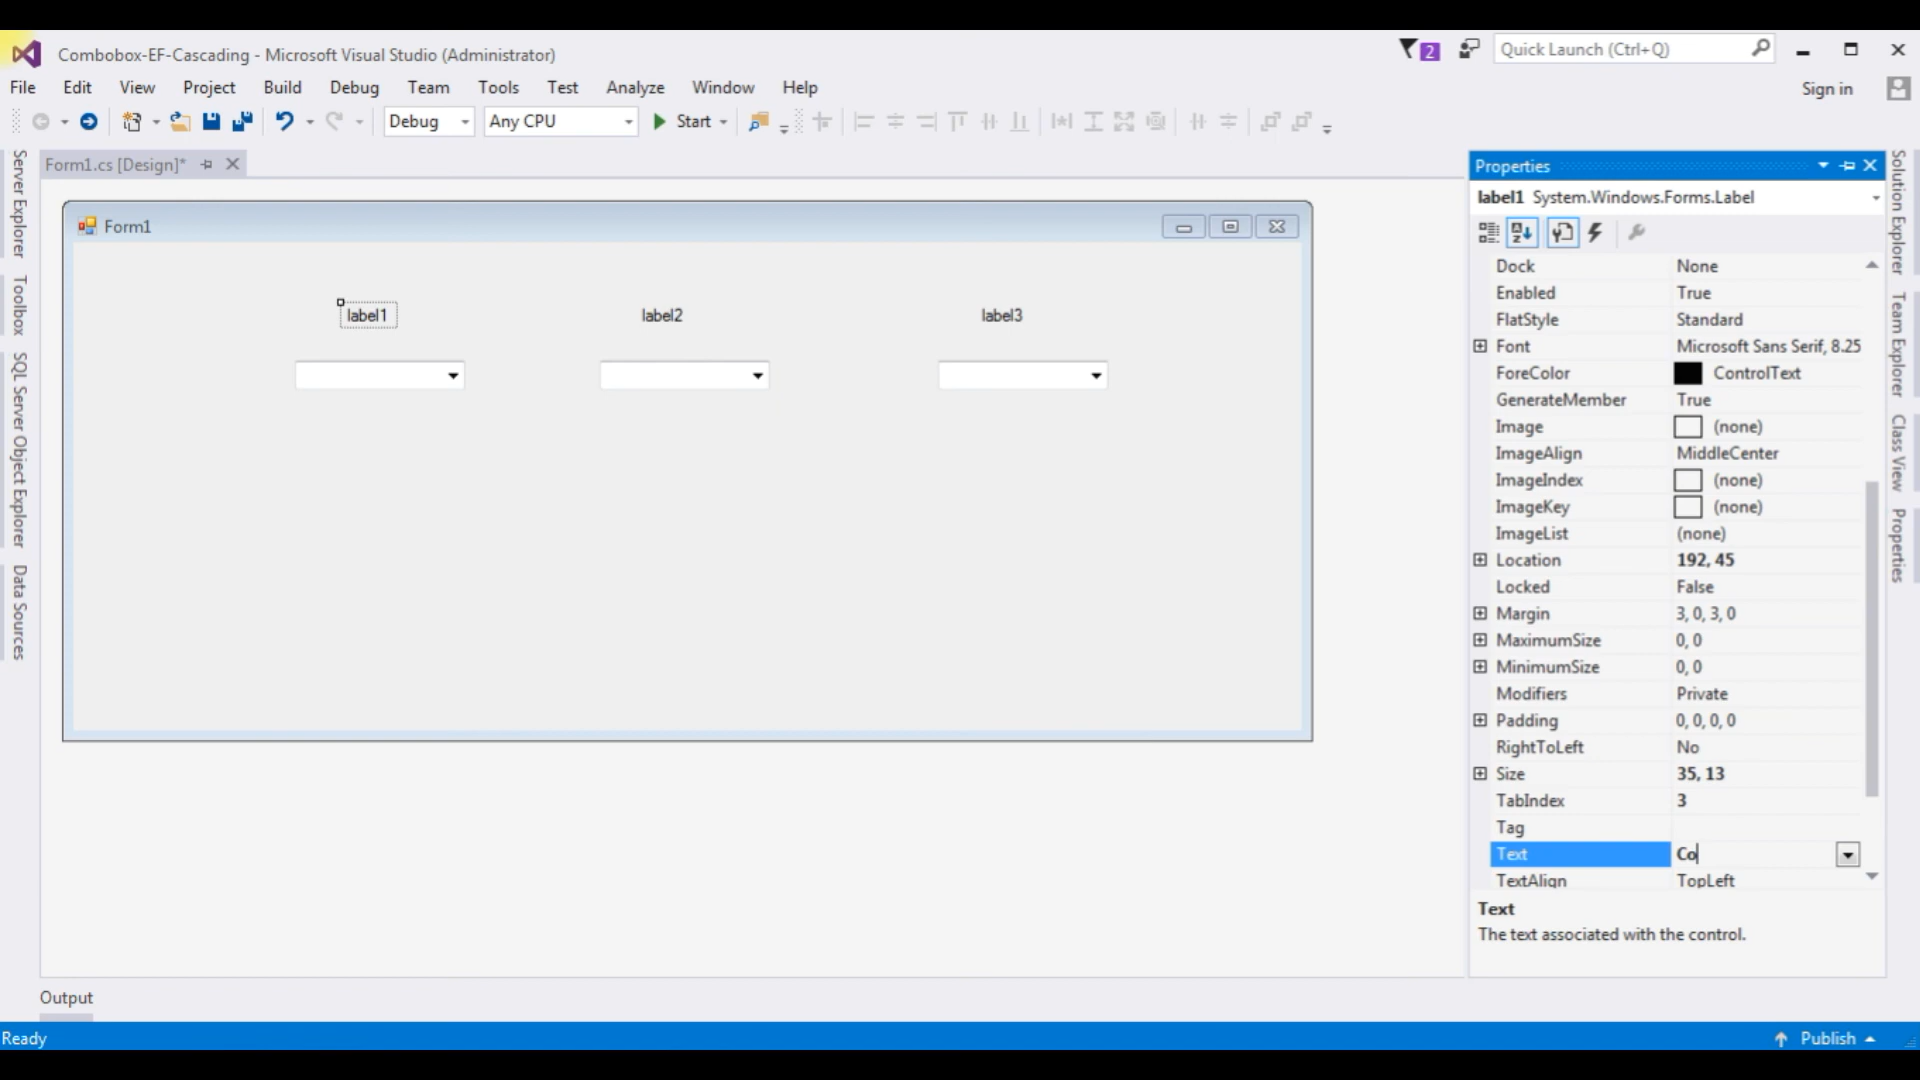 Combobox-EF-Cascading - Microsoft Visual Studio (Administrator)
2
Quick Launch (Ctrl+Q)
File Edit View Project Build Debug Team Tools Test Analyze Window Help
Sign in
Debug
Any CPU
Start
Server Explorer
Toolbox
SQL Server Object Explorer
Data Sources
Form1.cs [Design]*
Form1
label1
label2
label3
Properties
label1 System.Windows.Forms.Label
Dock None
Enabled True
FlatStyle Standard
Font Microsoft Sans Serif, 8.25
ForeColor ControlText
GenerateMember True
Image (none)
ImageAlign MiddleCenter
ImageIndex (none)
ImageKey (none)
ImageList (none)
Location 192, 45
Locked False
Margin 3, 0, 3, 0
MaximumSize 0, 0
MinimumSize 0, 0
Modifiers Private
Padding 0, 0, 0, 0
RightToLeft No
Size 35, 13
TabIndex 3
Tag
Text Co
TextAlign TopLeft
Text
The text associated with the control.
Solution Explorer
Team Explorer
Class View
Properties
Output
Ready
Publish